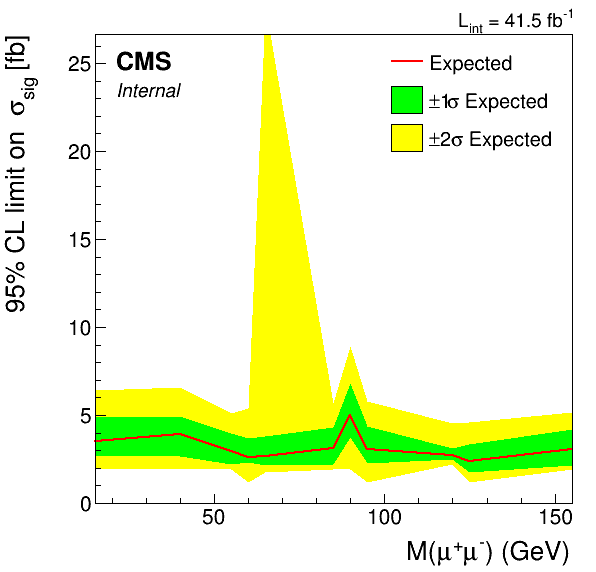 L_int = 41.5 fb⁻¹
95% CL limit on σ_sig [fb]
CMS
Internal
Expected
±1σ Expected
±2σ Expected
25
20
15
10
5
0
50
100
150
M(μ⁺μ⁻) (GeV)